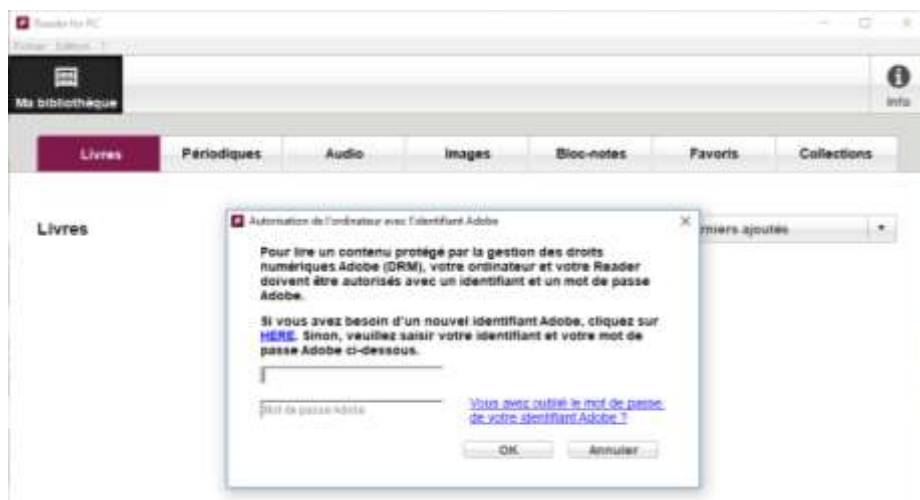 Reader for PC
Fichier Edition ?
Ma bibliothèque
Info
Livres Périodiques Audio Images Bloc-notes Favoris Collections
Livres
niers ajoutés
Autorisation de l'ordinateur avec l'identifiant Adobe
Pour lire un contenu protégé par la gestion des droits
numériques Adobe (DRM), votre ordinateur et votre Reader
doivent être autorisés avec un identifiant et un mot de passe
Adobe.
Si vous avez besoin d'un nouvel identifiant Adobe, cliquez sur
HERE. Sinon, veuillez saisir votre identifiant et votre mot de
passe Adobe ci-dessous.
Mot de passe Adobe
Vous avez oublié le mot de passe
de votre identifiant Adobe ?
OK Annuler